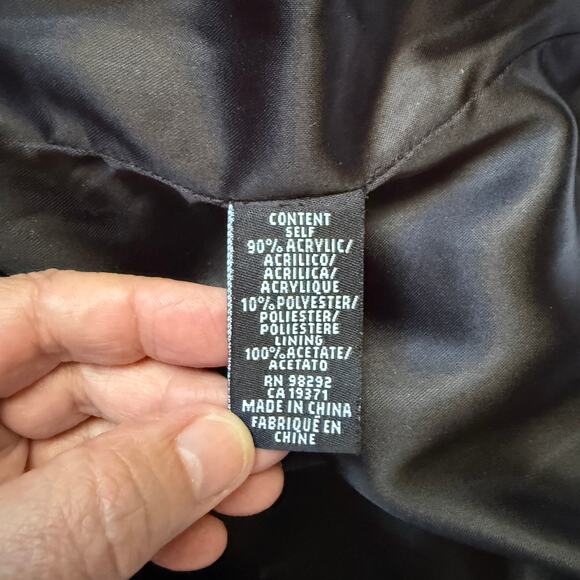 CONTENT
SELF
90% ACRYLIC/
ACRILICO/
ACRILICA/
ACRYLIQUE
10% POLYESTER/
POLIESTER/
POLIESTERE
LINING
100% ACETATE/
ACETATO
RN 98292
CA 19371
MADE IN CHINA
FABRIQUÉ EN
CHINE